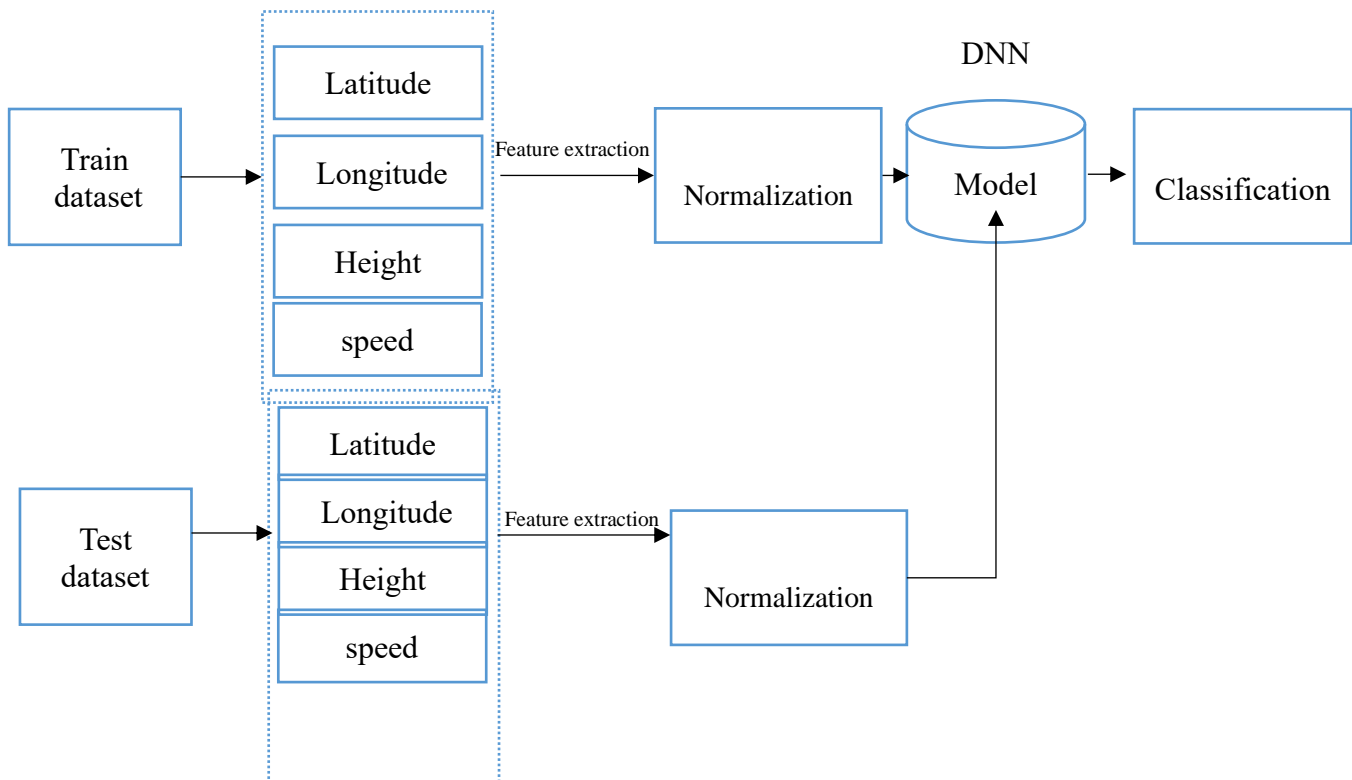 DNN
Train
dataset
Latitude
Longitude
Height
speed
Feature extraction
Normalization
Model
Classification
Test
dataset
Latitude
Longitude
Height
speed
Feature extraction
Normalization